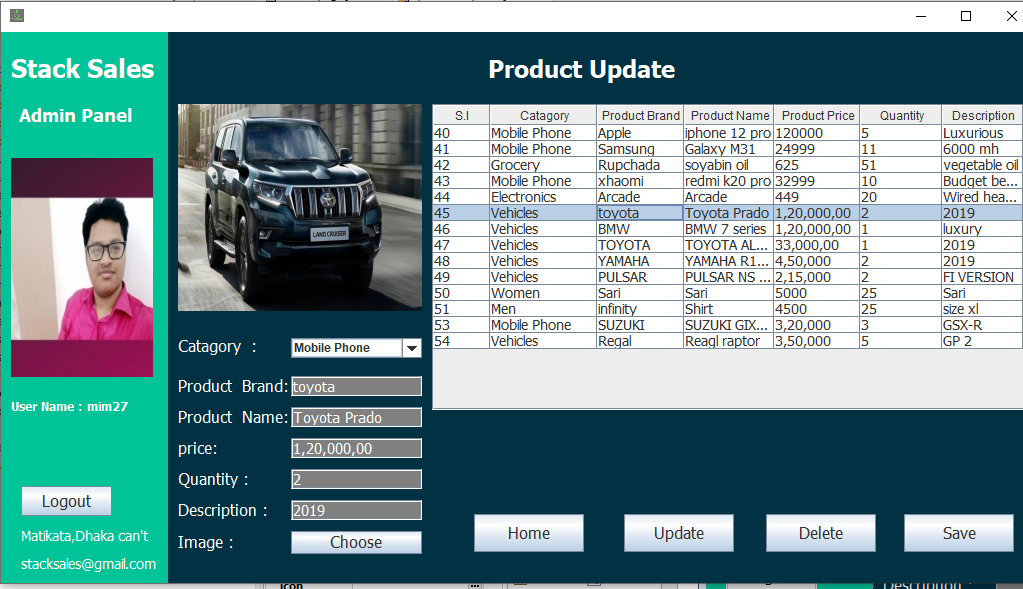 Stack Sales
Admin Panel
User Name : mim27
Logout
Matikata,Dhaka can't
stacksales@gmail.com
Product Update
LAND CRUISER
Catagory : Mobile Phone
Product Brand: toyota
Product Name: Toyota Prado
price: 1,20,000,00
Quantity : 2
Description : 2019
Image : Choose
S.I Catagory Product Brand Product Name Product Price Quantity Description
40 Mobile Phone Apple iphone 12 pro 120000 5 Luxurious
41 Mobile Phone Samsung Galaxy M31 24999 11 6000 mh
42 Grocery Rupchada soyabin oil 625 51 vegetable oil
43 Mobile Phone xhaomi redmi k20 pro 32999 10 Budget be...
44 Electronics Arcade Arcade 449 20 Wired hea...
45 Vehicles toyota Toyota Prado 1,20,000,00 2 2019
46 Vehicles BMW BMW 7 series 1,20,000,00 1 luxury
47 Vehicles TOYOTA TOYOTA AL... 33,000,00 1 2019
48 Vehicles YAMAHA YAMAHA R1... 4,50,000 2 2019
49 Vehicles PULSAR PULSAR NS ... 2,15,000 2 FI VERSION
50 Women Sari Sari 5000 25 Sari
51 Men infinity Shirt 4500 25 size xl
53 Mobile Phone SUZUKI SUZUKI GIX... 3,20,000 3 GSX-R
54 Vehicles Regal Reagl raptor 3,50,000 5 GP 2
Home Update Delete Save
icon
Description